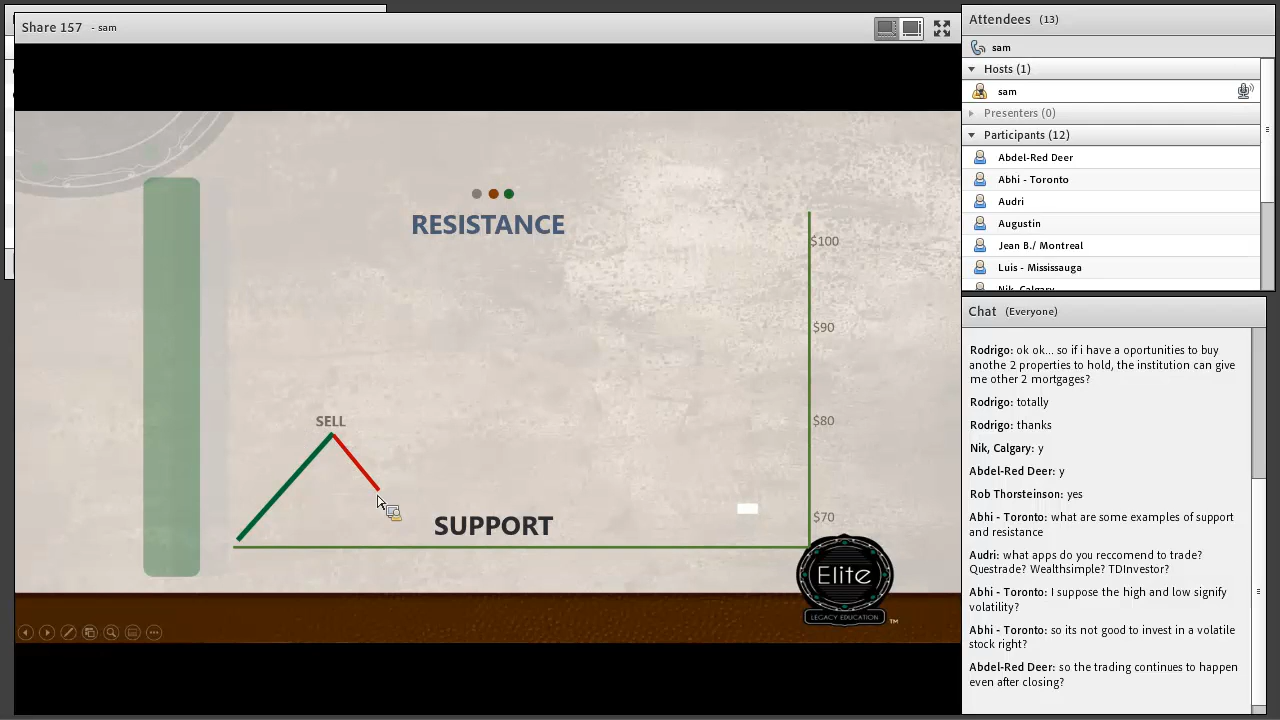 Share 157 - sam
RESISTANCE
$100
$90
SELL
$80
SUPPORT
$70
Elite
LEGACY EDUCATION
TM
Attendees (13)
sam
Hosts (1)
sam
Presenters (0)
Participants (12)
Abdel-Red Deer
Abhi - Toronto
Audri
Augustin
Jean B./ Montreal
Luis - Mississauga
Nik, Calgary
Chat (Everyone)
Rodrigo: ok ok... so if i have a oportunities to buy
anothe 2 properties to hold, the institution can give
me other 2 mortgages?
Rodrigo: totally
Rodrigo: thanks
Nik, Calgary: y
Abdel-Red Deer: y
Rob Thorsteinson: yes
Abhi - Toronto: what are some examples of support
and resistance
Audri: what apps do you reccomend to trade?
Questrade? Wealthsimple? TDInvestor?
Abhi - Toronto: I suppose the high and low signify
volatility?
Abhi - Toronto: so its not good to invest in a volatile
stock right?
Abdel-Red Deer: so the trading continues to happen
even after closing?